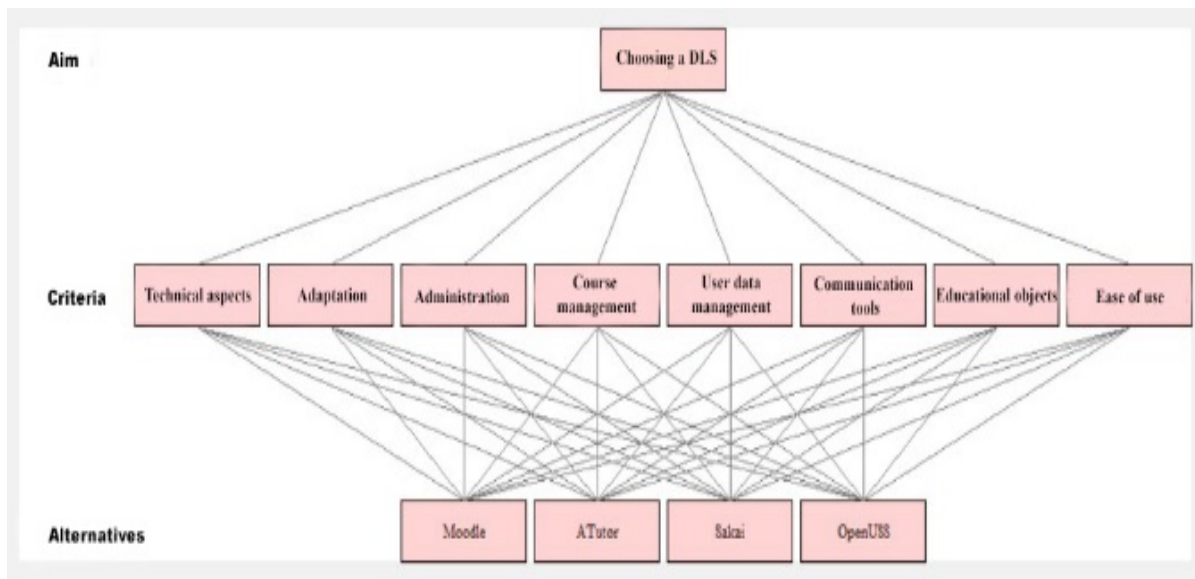 Aim
Choosing a DLS
Criteria
Technical aspects
Adaptation
Administration
Course
management
User data
management
Communication
tools
Educational objects
Ease of use
Alternatives
Moodle
ATutor
Sakai
OpenUSS